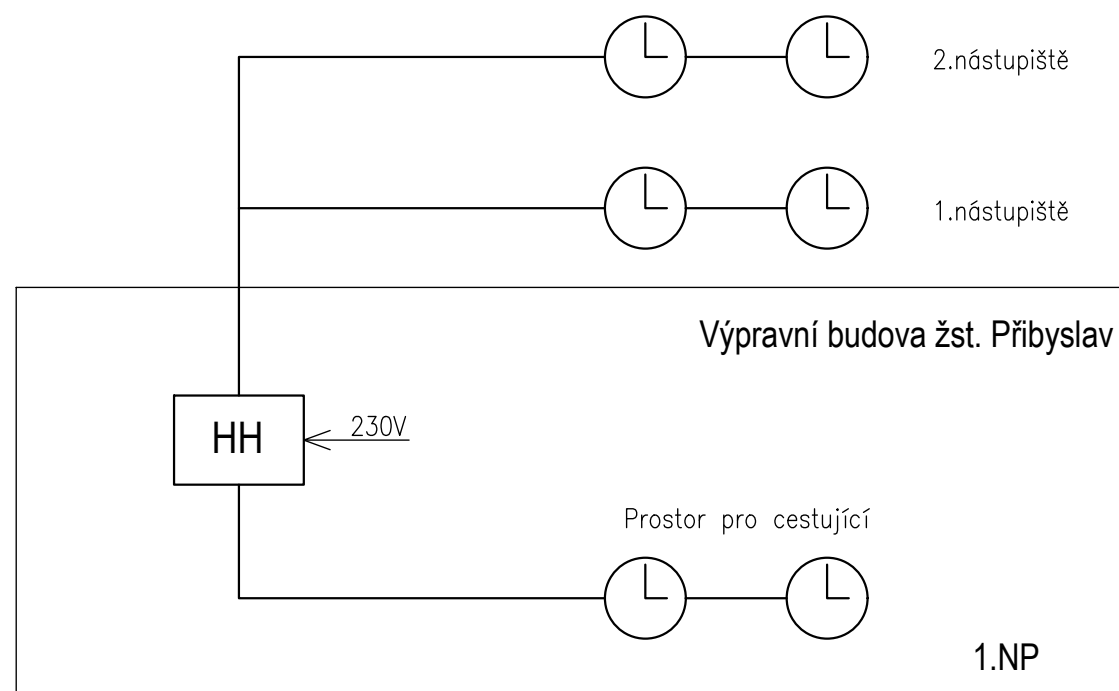 2.nástupiště
1.nástupiště
Výpravní budova žst. Přibyslav
HH
230V
Prostor pro cestující
1.NP